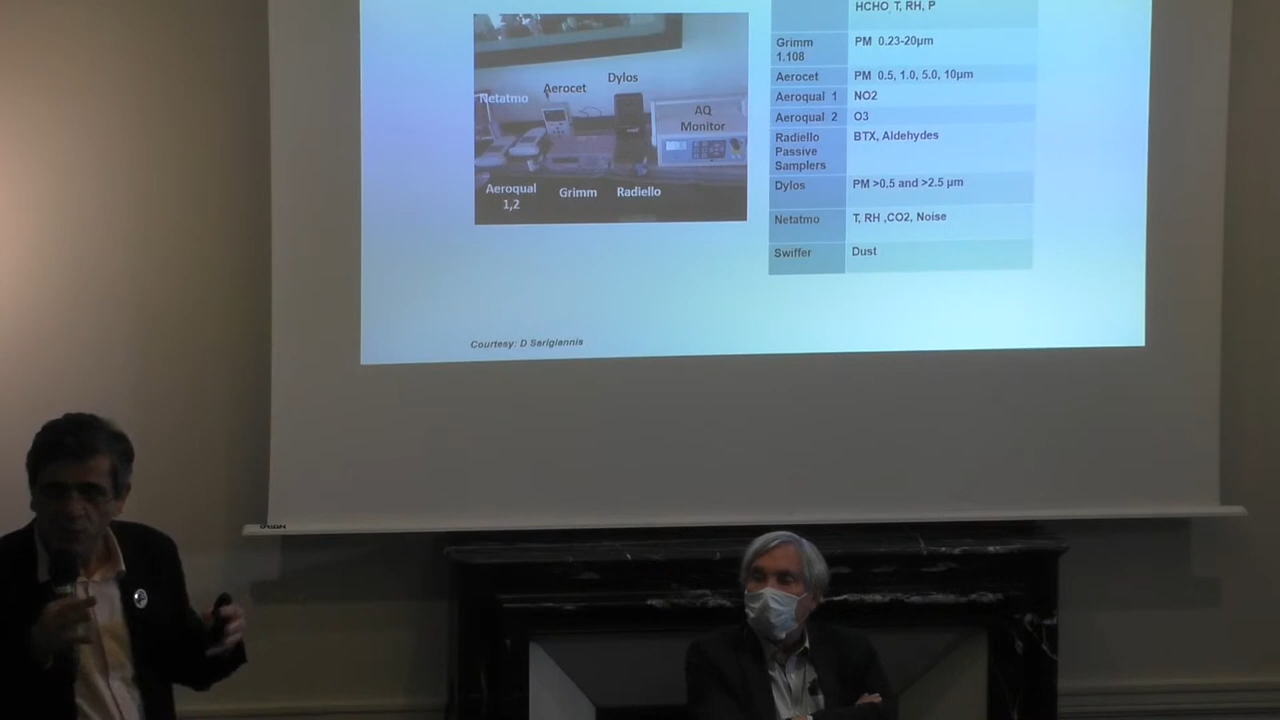 HCHO, T, RH, P
Grimm
1.108
PM 0.23-20µm
Aerocet
PM 0.5, 1.0, 5.0, 10µm
Aeroqual 1
NO2
Aeroqual 2
O3
Radiello
Passive
Samplers
BTX, Aldehydes
Dylos
PM >0.5 and >2.5 µm
Netatmo
T, RH ,CO2, Noise
Swiffer
Dust
Dylos
Aerocet
Netatmo
AQ
Monitor
Aeroqual
1,2
Grimm
Radiello
Courtesy: D Sarigiannis